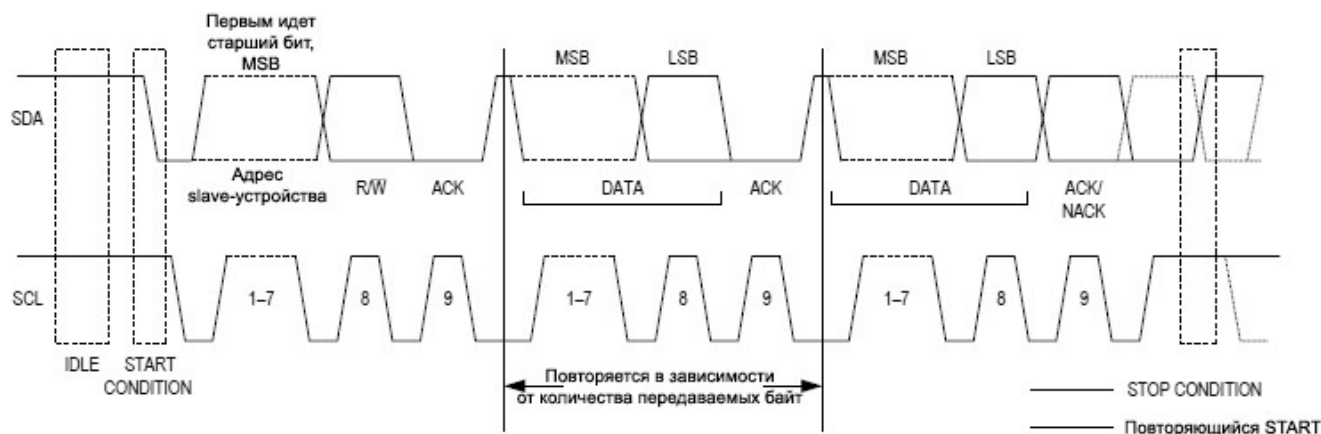 Первым идет
старший бит,
MSB
MSB
LSB
MSB
LSB
SDA
Адрес
slave-устройства
R/W̅
ACK
DATA
ACK
DATA
ACK/
NACK
SCL
1–7
8
9
1–7
8
9
1–7
8
9
IDLE
START
CONDITION
Повторяется в зависимости
от количества передаваемых байт
STOP CONDITION
Повторяющийся START